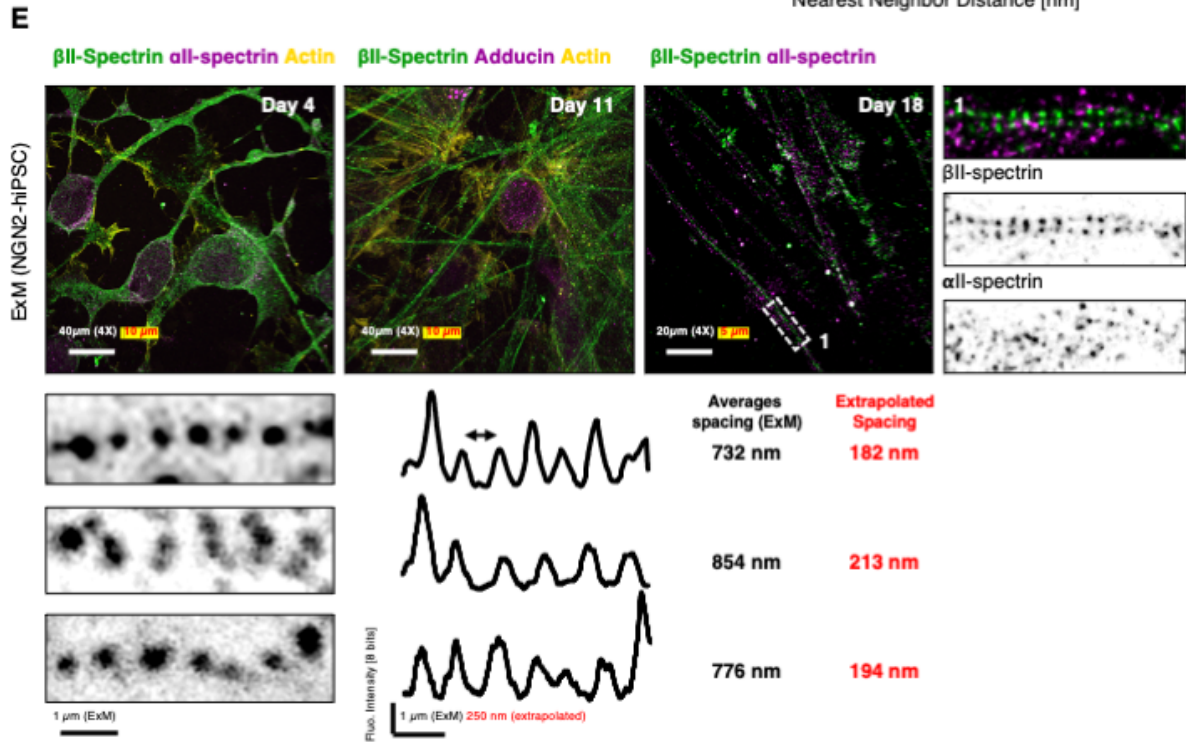 Nearest Neighbor Distance [nm]
E
βII-Spectrin αII-spectrin Actin
βII-Spectrin Adducin Actin
βII-Spectrin αII-spectrin
ExM (NGN2-hiPSC)
Day 4
40µm (4X) 10 µm
Day 11
40µm (4X) 10 µm
Day 18
20µm (4X) 5 µm
1
1
βII-spectrin
αII-spectrin
Averages
spacing (ExM)
Extrapolated
Spacing
732 nm
182 nm
854 nm
213 nm
776 nm
194 nm
1 µm (ExM)
Fluo. Intensity [8 bits]
1 µm (ExM) 250 nm (extrapolated)